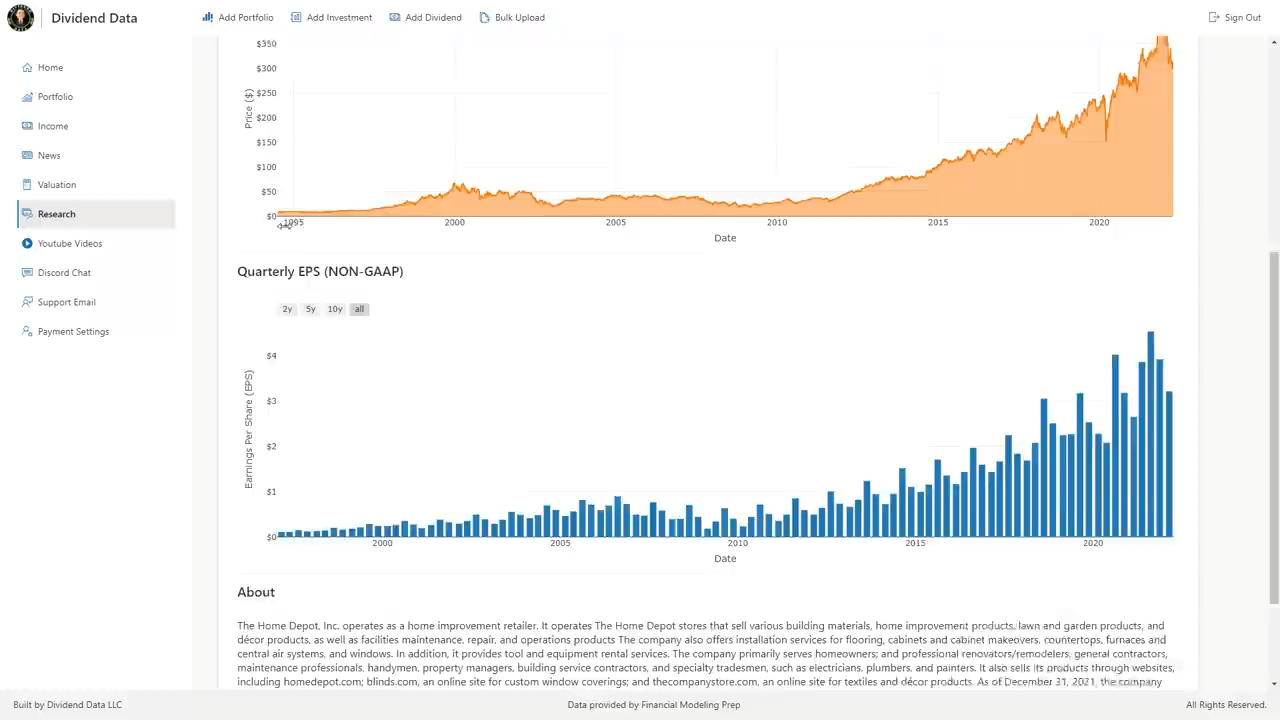 Dividend Data
Add Portfolio
Add Investment
Add Dividend
Bulk Upload
Sign Out
Home
Portfolio
Income
News
Valuation
Research
Youtube Videos
Discord Chat
Support Email
Payment Settings
$350
$300
$250
$200
$150
$100
$50
$0
Price ($)
1995
2000
2005
2010
2015
2020
Date
Quarterly EPS (NON-GAAP)
2y
5y
10y
all
$4
$3
$2
$1
$0
Earnings Per Share (EPS)
2000
2005
2010
2015
2020
Date
About
The Home Depot, Inc. operates as a home improvement retailer. It operates The Home Depot stores that sell various building materials, home improvement products, lawn and garden products, and
décor products, as well as facilities maintenance, repair, and operations products The company also offers installation services for flooring, cabinets and cabinet makeovers, countertops, furnaces and
central air systems, and windows. In addition, it provides tool and equipment rental services. The company primarily serves homeowners; and professional renovators/remodelers, general contractors,
maintenance professionals, handymen, property managers, building service contractors, and specialty tradesmen, such as electricians, plumbers, and painters. It also sells its products through websites,
including homedepot.com; blinds.com, an online site for custom window coverings; and thecompanystore.com, an online site for textiles and décor products. As of December 31, 2021, the company
Built by Dividend Data LLC
Data provided by Financial Modeling Prep
All Rights Reserved.